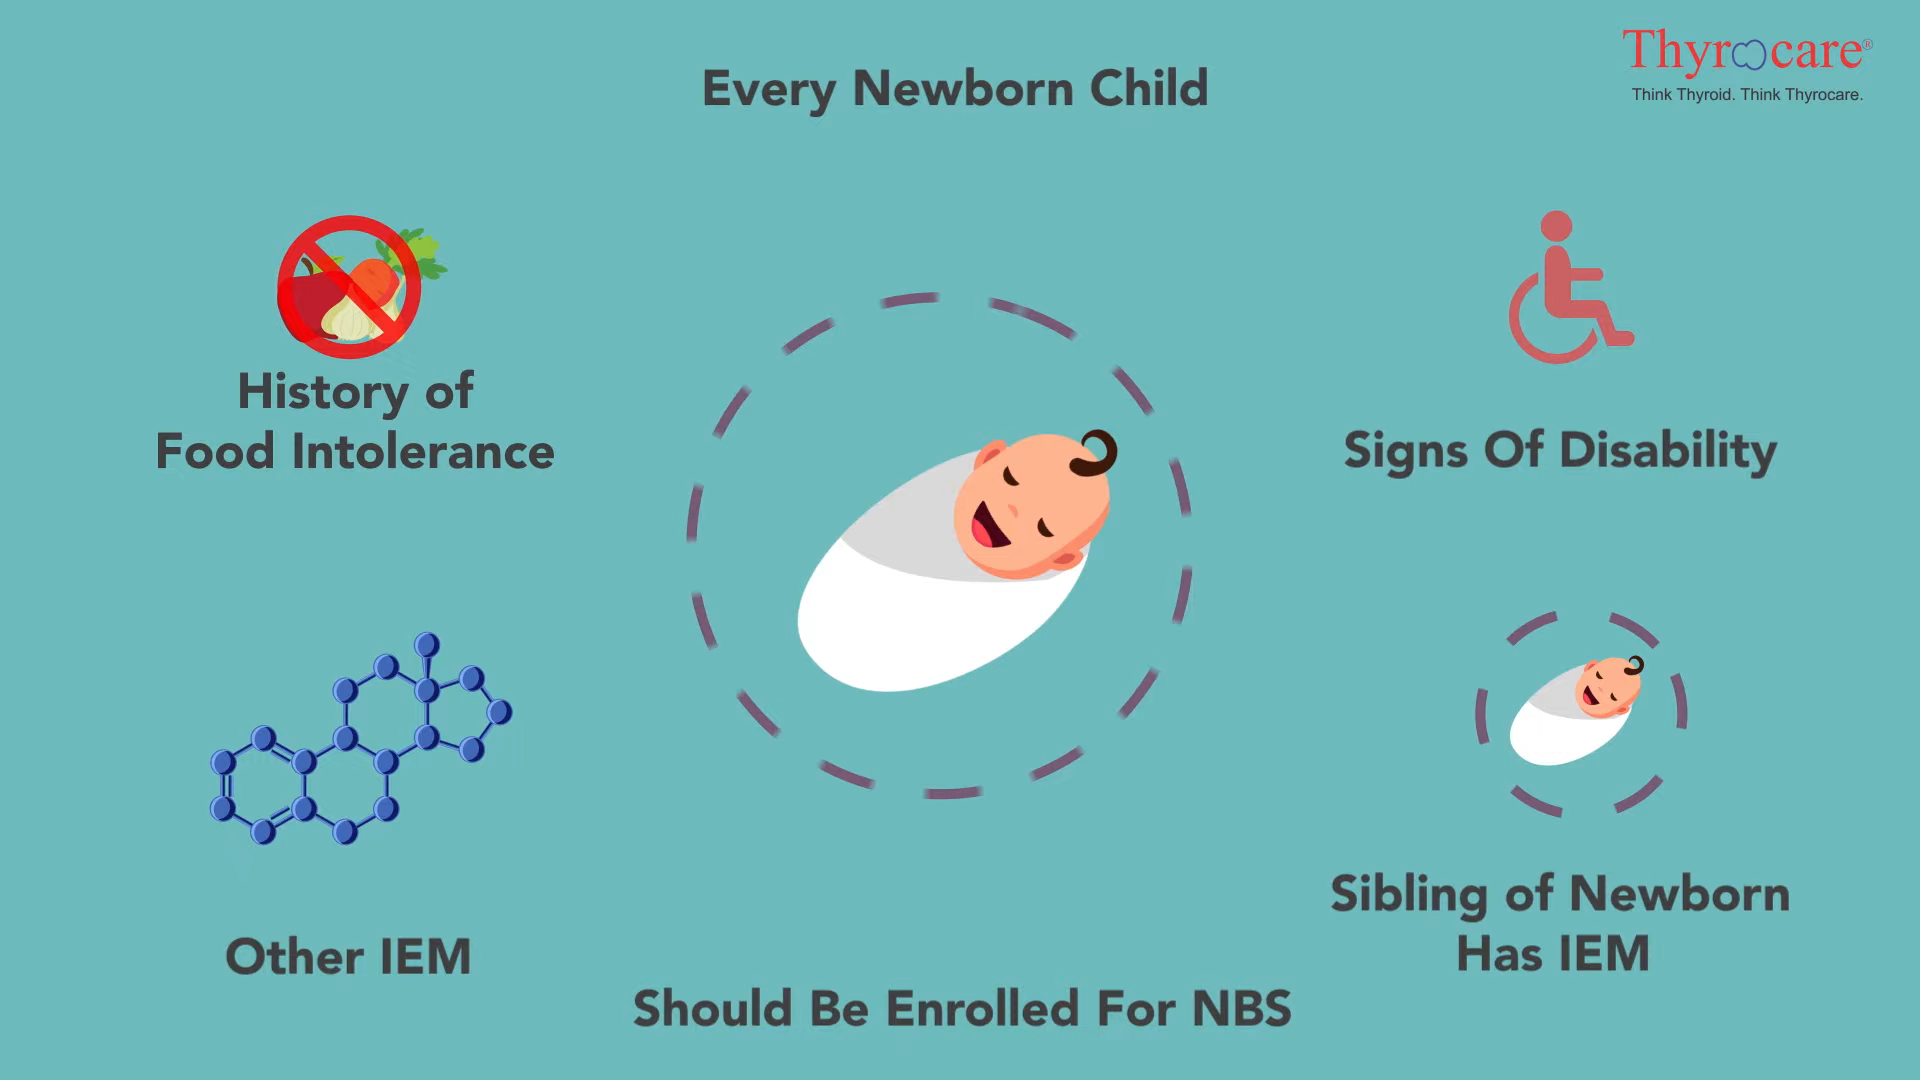 Thyrocare®
Think Thyroid. Think Thyrocare.
Every Newborn Child
History of
Food Intolerance
Signs Of Disability
Other IEM
Sibling of Newborn
Has IEM
Should Be Enrolled For NBS